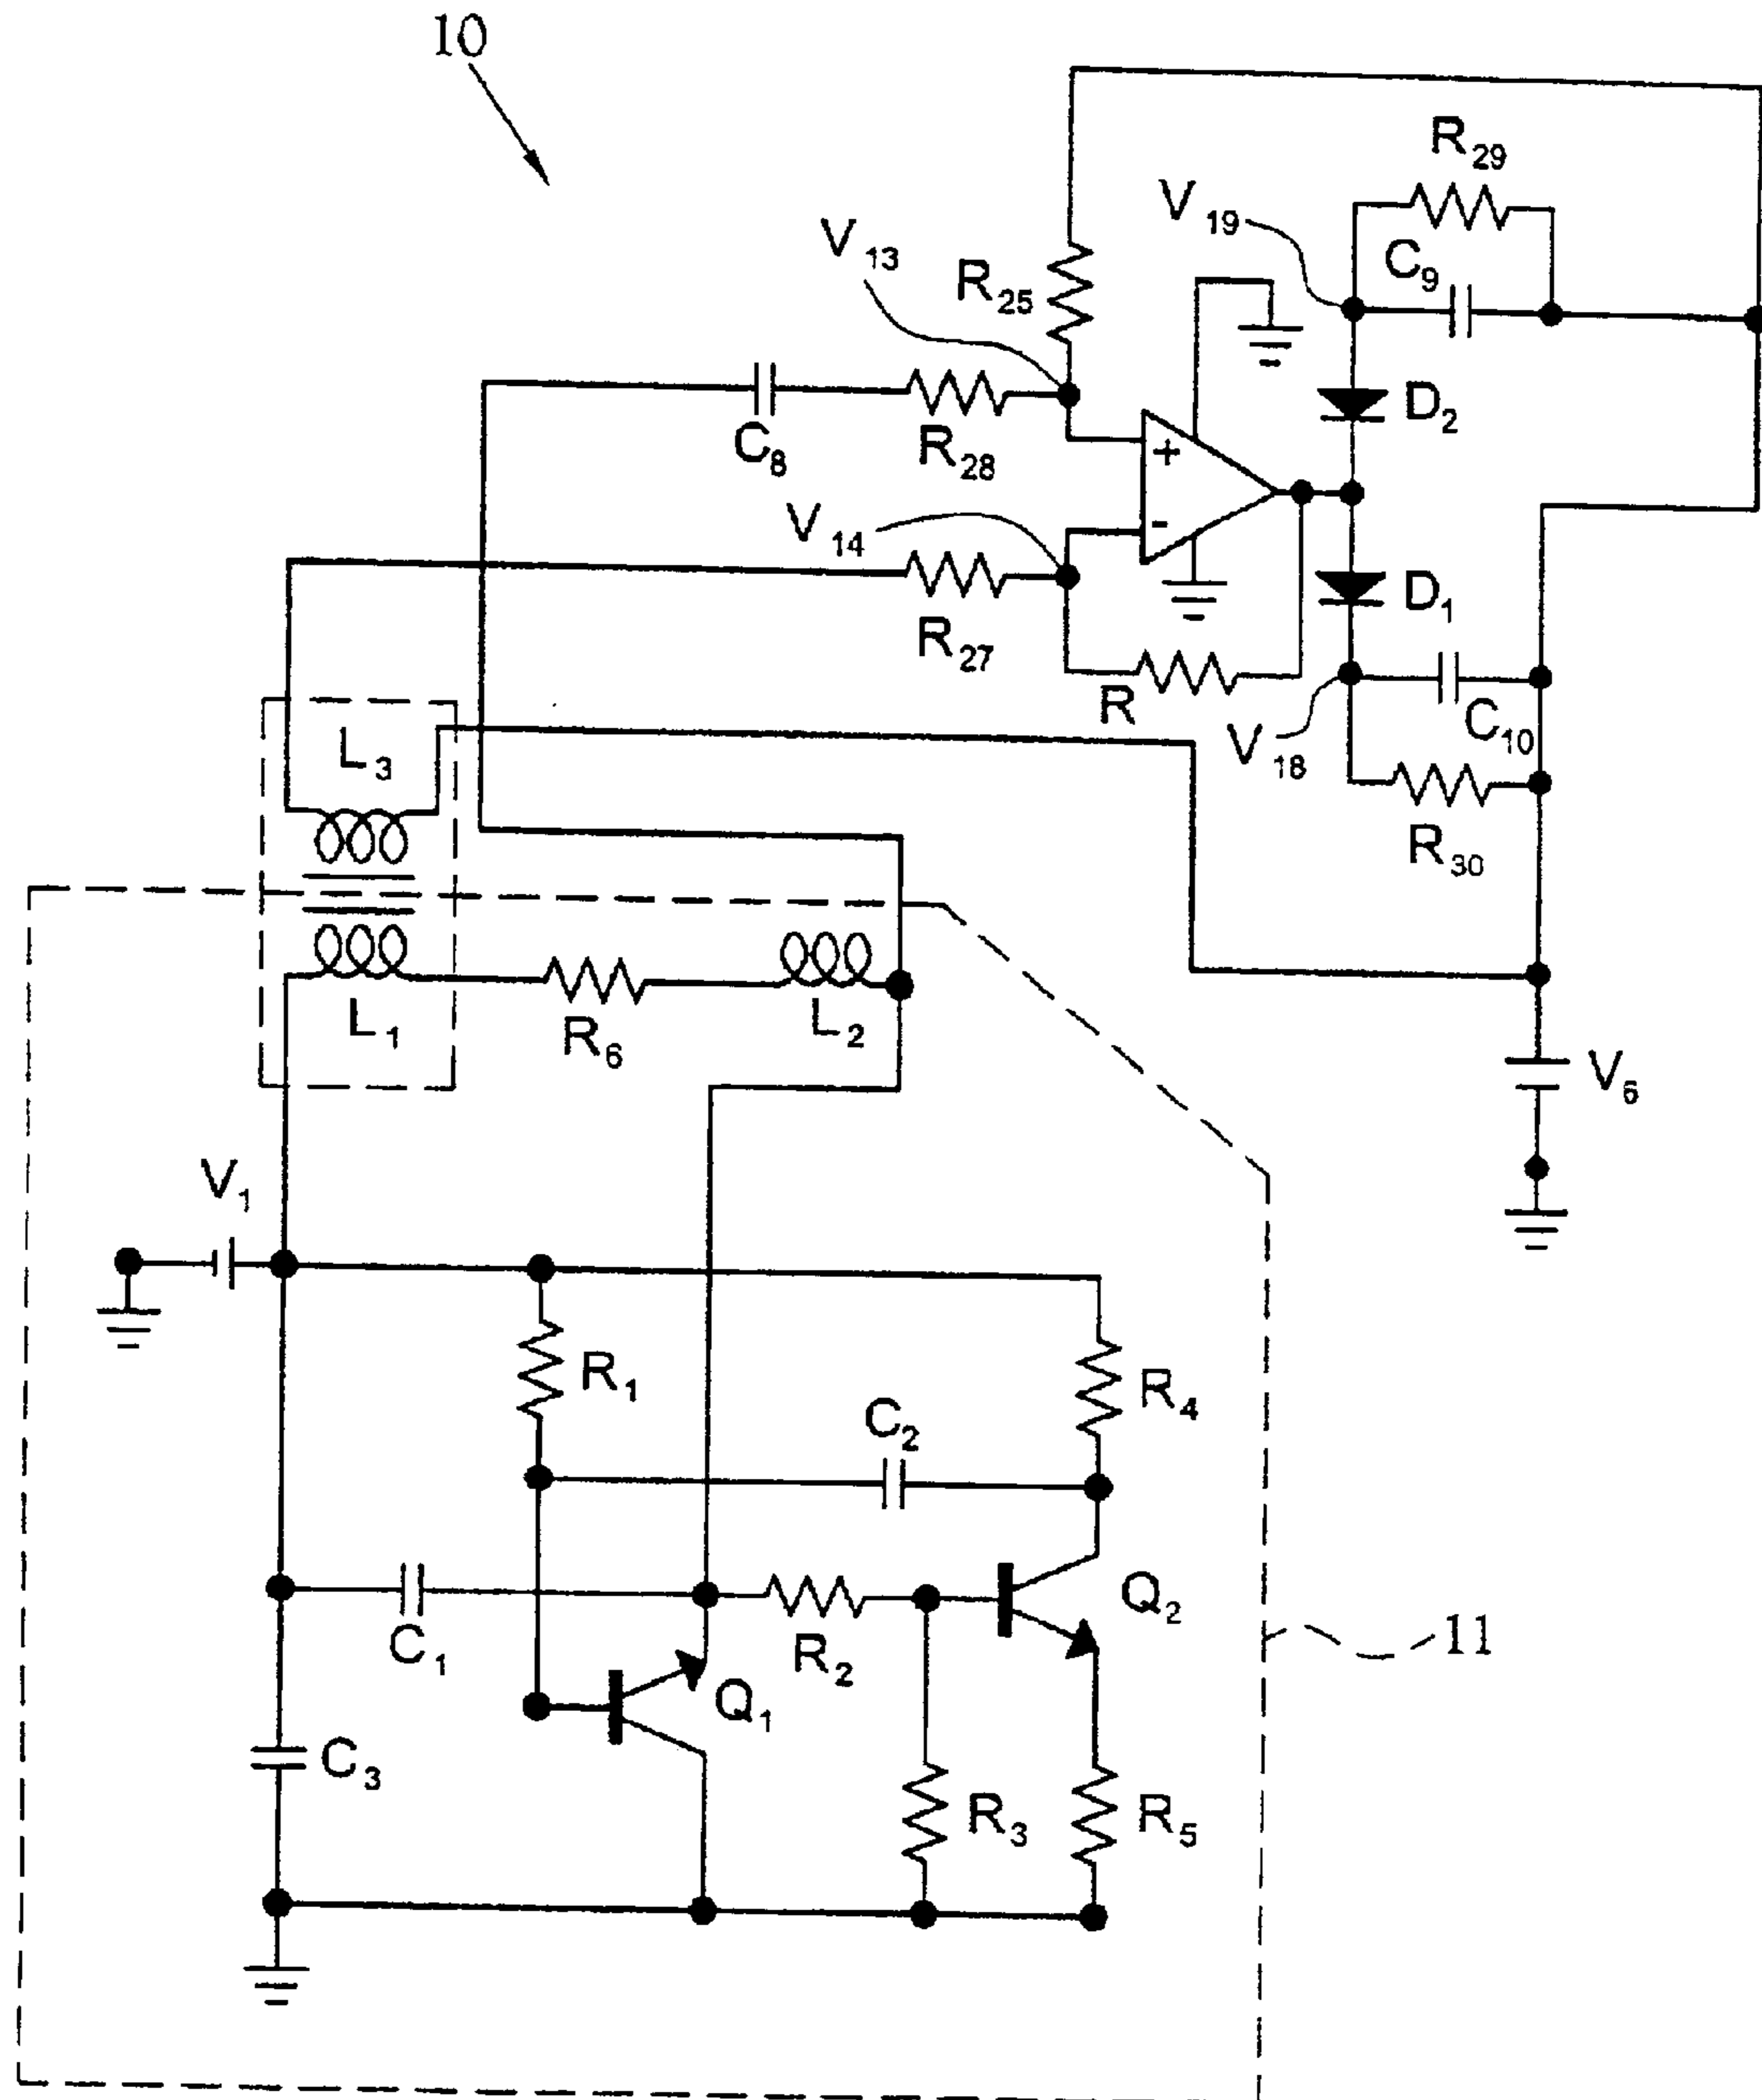 10
R29
V19
V13
C9
R25
D2
C8
R28
+
V14
-
D1
R27
R
C10
V18
L3
R30
L1
R6
L2
V6
V1
R1
R4
C2
Q2
C1
R2
11
Q1
C3
R3
R5